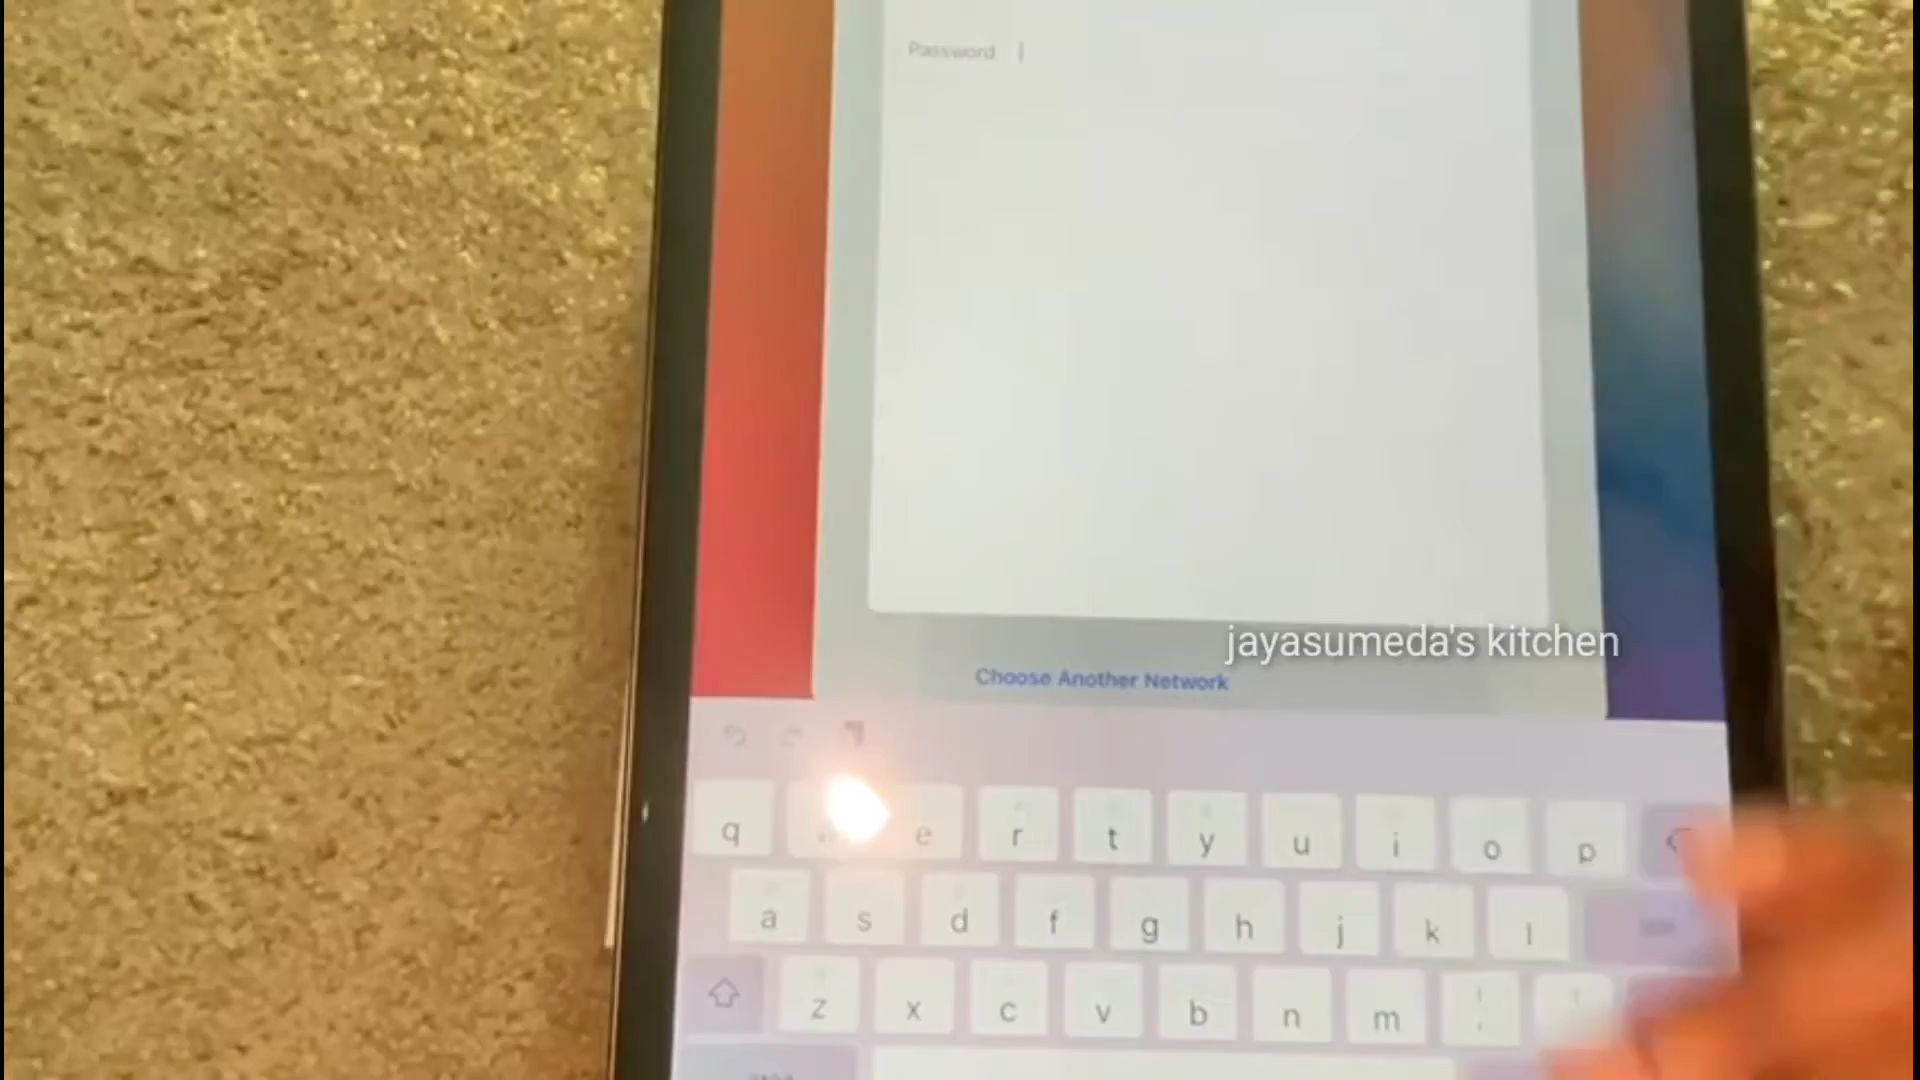 Password
jayasumeda's kitchen
Choose Another Network
q e r t y u i o p
a s d f g h j k l
z x c v b n m